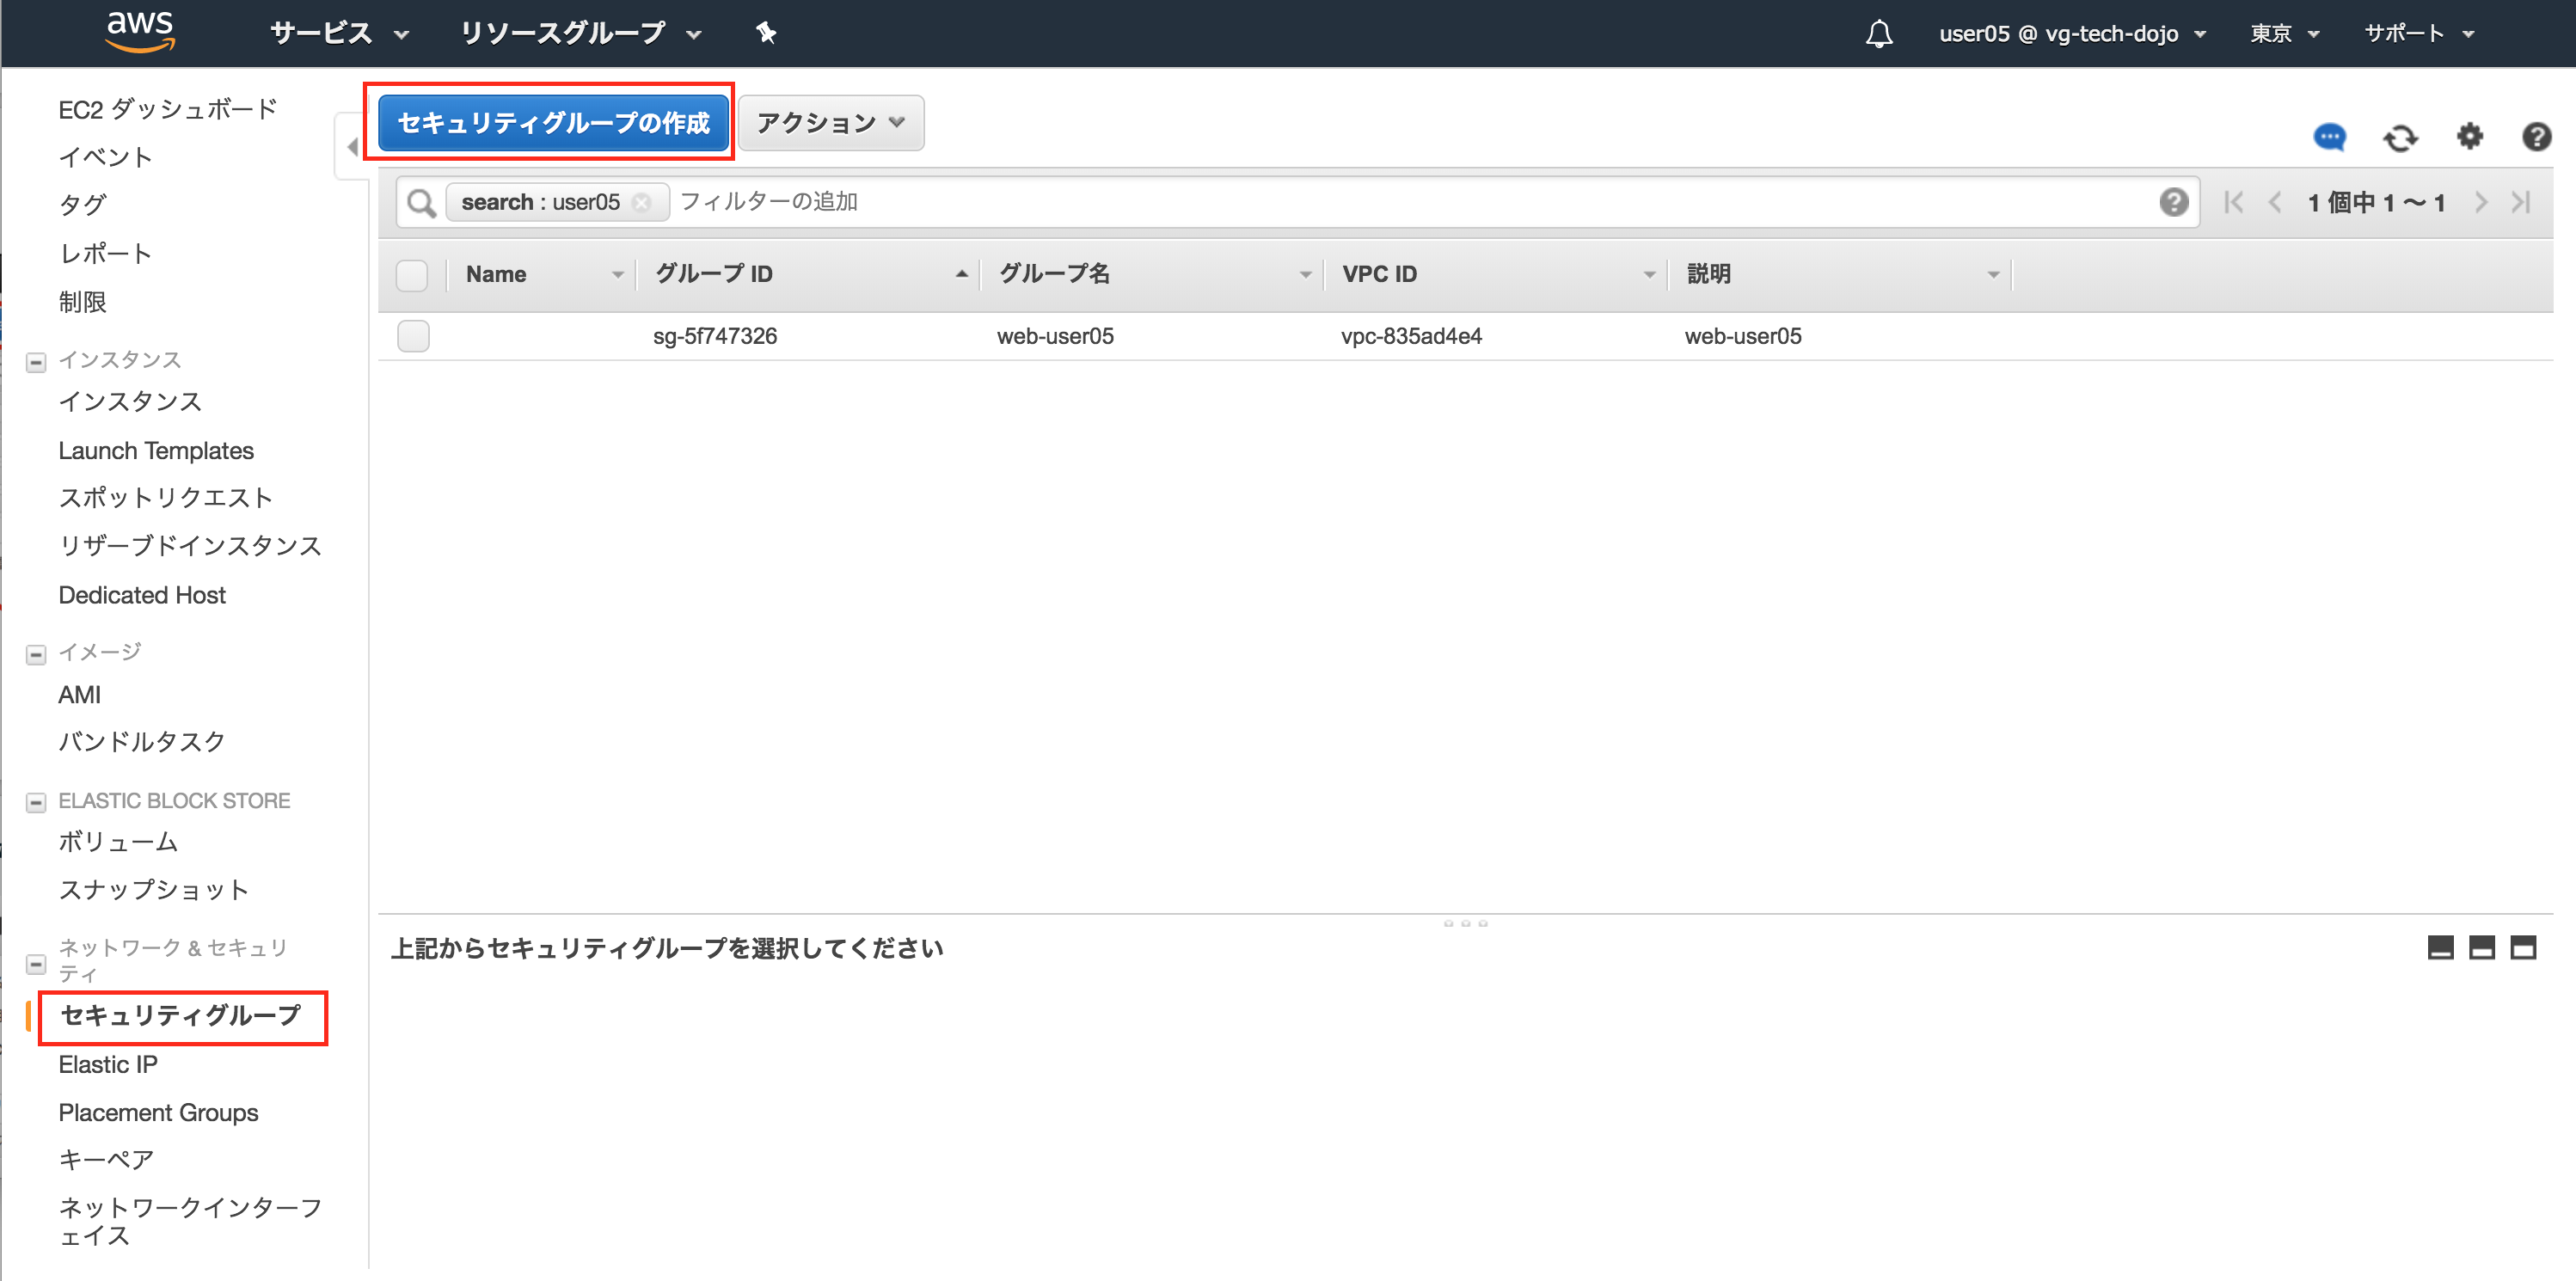 aws サービス リソースグループ user05 @ vg-tech-dojo 東京 サポート
EC2 ダッシュボード
イベント
タグ
レポート
制限
インスタンス
インスタンス
Launch Templates
スポットリクエスト
リザーブドインスタンス
Dedicated Host
イメージ
AMI
バンドルタスク
ELASTIC BLOCK STORE
ボリューム
スナップショット
ネットワーク & セキュリ
ティ
セキュリティグループ
Elastic IP
Placement Groups
キーペア
ネットワークインターフ
ェイス
セキュリティグループの作成 アクション
search : user05 フィルターの追加 1 個中 1 〜 1
Name グループ ID グループ名 VPC ID 説明
sg-5f747326 web-user05 vpc-835ad4e4 web-user05
上記からセキュリティグループを選択してください